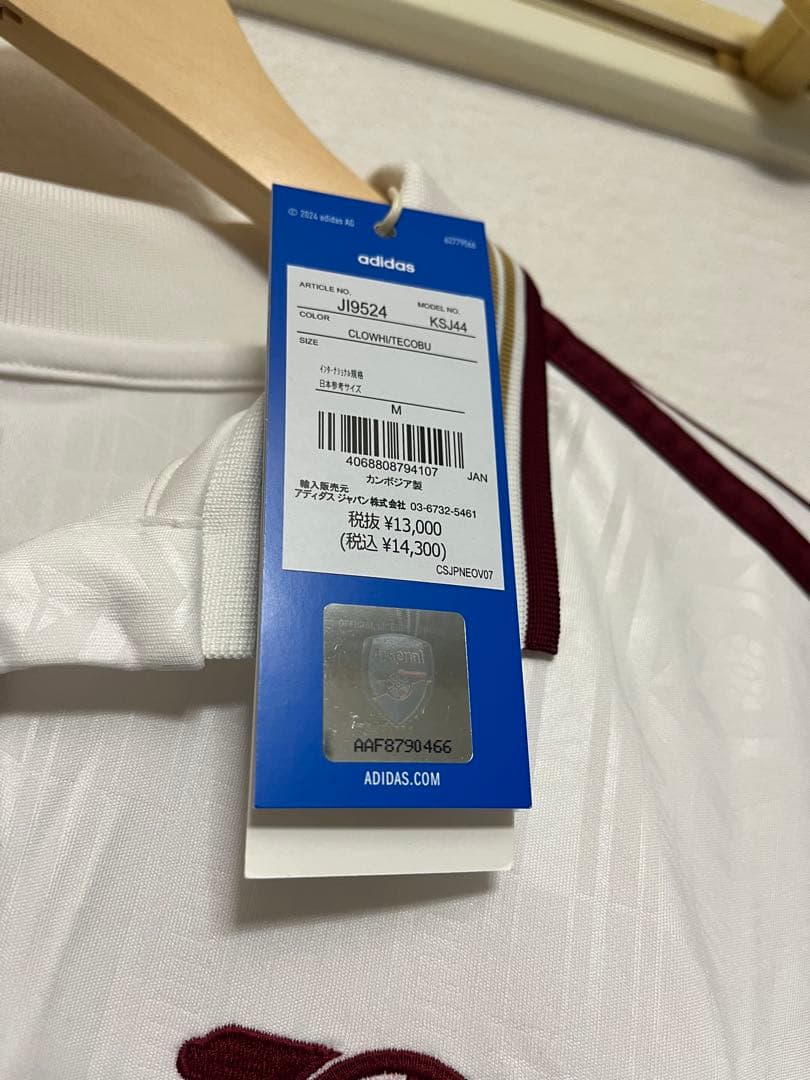 © 2024 adidas AG
62779566
adidas
ARTICLE NO.
JI9524
MODEL NO.
KSJ44
COLOR
CLOWHI/TECOBU
SIZE
インターナショナル規格
日本参考サイズ
M
4068808794107
JAN
カンボジア製
輸入販売元
アディダス ジャパン株式会社 03-6732-5461
税抜 ¥13,000
(税込 ¥14,300)
CSJPNEOV07
OFFICIAL
Arsenal
AAF8790466
ADIDAS.COM